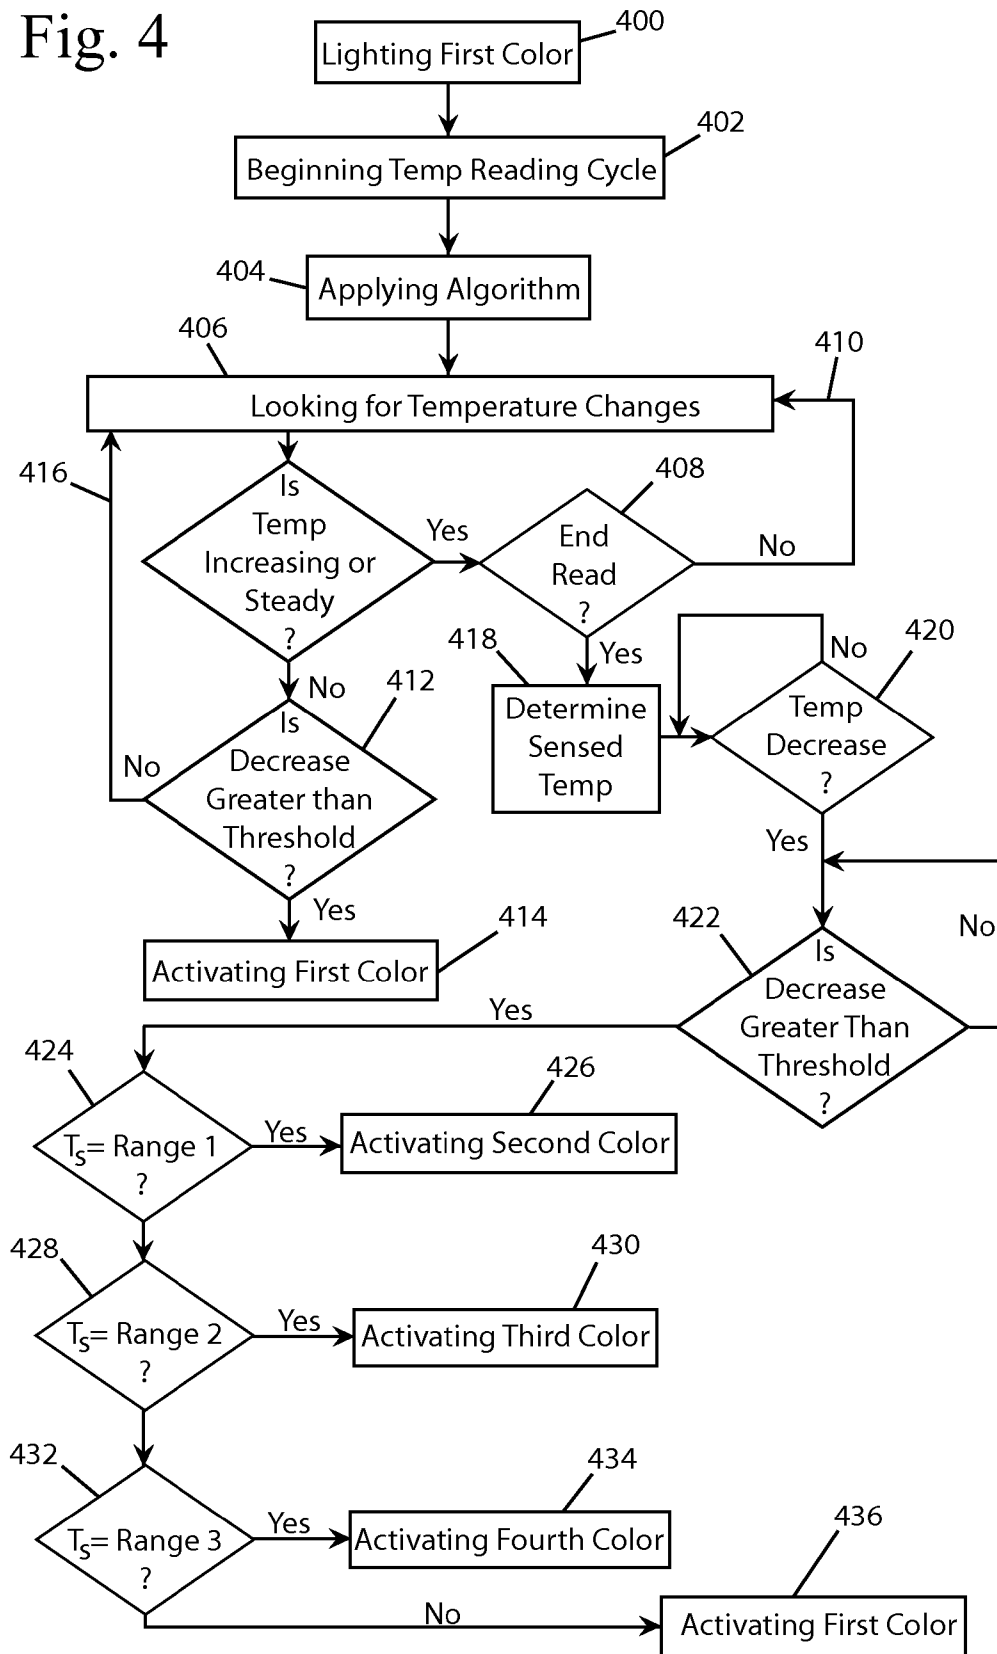 Fig. 4
400
Lighting First Color
402
Beginning Temp Reading Cycle
404
Applying Algorithm
406
410
Looking for Temperature Changes
416
408
Is
Temp
Increasing or
Steady
?
Yes
End
Read
?
No
418
Yes
420
No
No
412
Determine
Sensed
Temp
Temp
Decrease
?
Is
Decrease
Greater than
Threshold
?
No
Yes
Yes
414
422
No
Activating First Color
Is
Decrease
Greater Than
Threshold
?
Yes
424
426
Ts= Range 1
?
Yes
Activating Second Color
428
430
Ts= Range 2
?
Yes
Activating Third Color
432
434
Ts= Range 3
?
Yes
Activating Fourth Color
436
No
Activating First Color